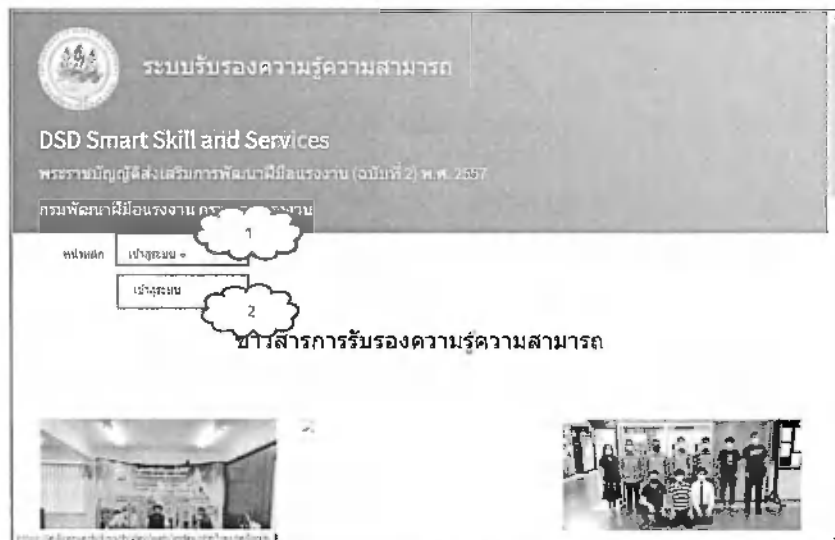 ระบบรับรองความรู้ความสามารถ
DSD Smart Skill and Services
พระราชบัญญัติส่งเสริมการพัฒนาฝีมือแรงงาน (ฉบับที่ 2) พ.ศ. 2557
กรมพัฒนาฝีมือแรงงาน
1
หน้าหลัก เข้าสู่ระบบ
เข้าสู่ระบบ
2
ข่าวสารการรับรองความรู้ความสามารถ